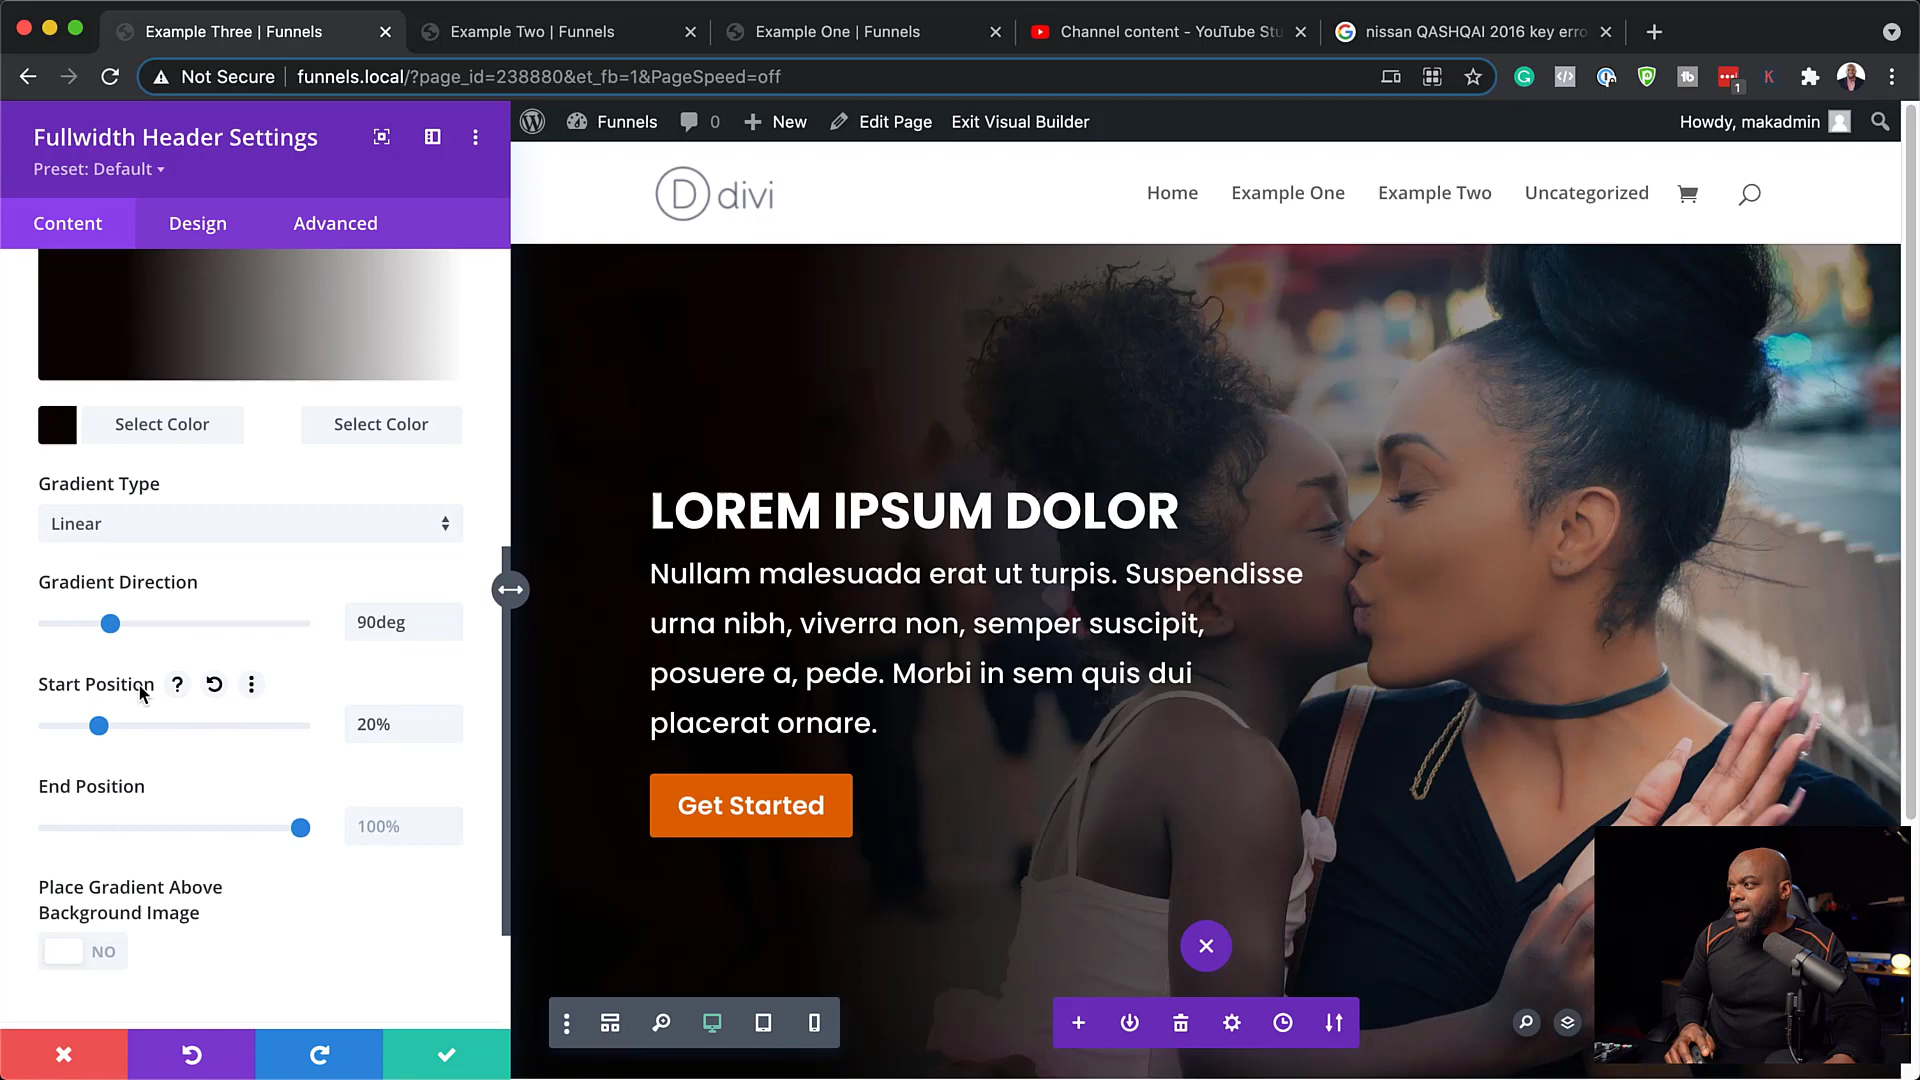 Example Three | Funnels
Example Two | Funnels
Example One | Funnels
Channel content - YouTube Stu
nissan QASHQAI 2016 key erro
Not Secure
funnels.local/?page_id=238880&et_fb=1&PageSpeed=off
1
Fullwidth Header Settings
Preset: Default
Content
Design
Advanced
Select Color
Select Color
Gradient Type
Linear
Gradient Direction
90deg
Start Position
?
20%
End Position
100%
Place Gradient Above
Background Image
NO
Funnels
0
New
Edit Page
Exit Visual Builder
Howdy, makadmin
D divi
Home
Example One
Example Two
Uncategorized
LOREM IPSUM DOLOR
Nullam malesuada erat ut turpis. Suspendisse
urna nibh, viverra non, semper suscipit,
posuere a, pede. Morbi in sem quis dui
placerat ornare.
Get Started